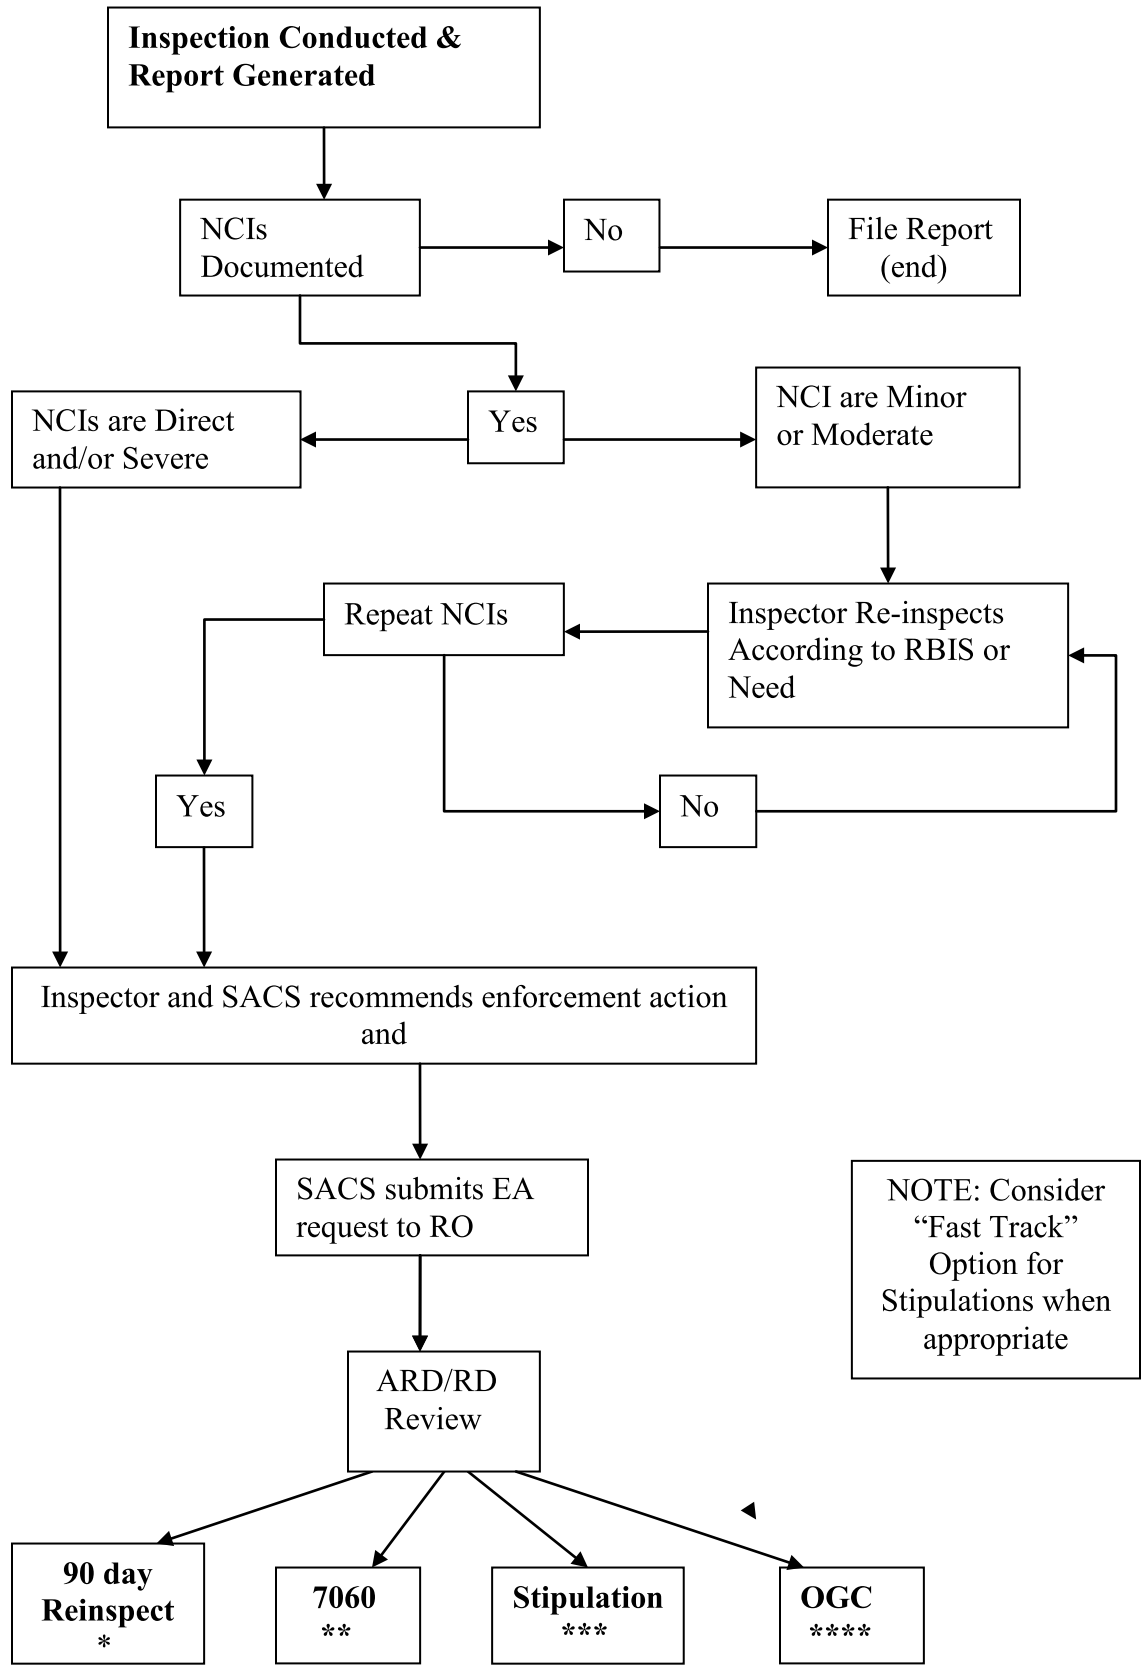 Inspection Conducted &
Report Generated
NCIs
Documented
No
File Report
(end)
NCIs are Direct
and/or Severe
Yes
NCI are Minor
or Moderate
Repeat NCIs
Inspector Re-inspects
According to RBIS or
Need
Yes
No
Inspector and SACS recommends enforcement action
and
SACS submits EA
request to RO
NOTE: Consider
“Fast Track”
Option for
Stipulations when
appropriate
ARD/RD
Review
90 day
Reinspect
*
7060
**
Stipulation
***
OGC
****